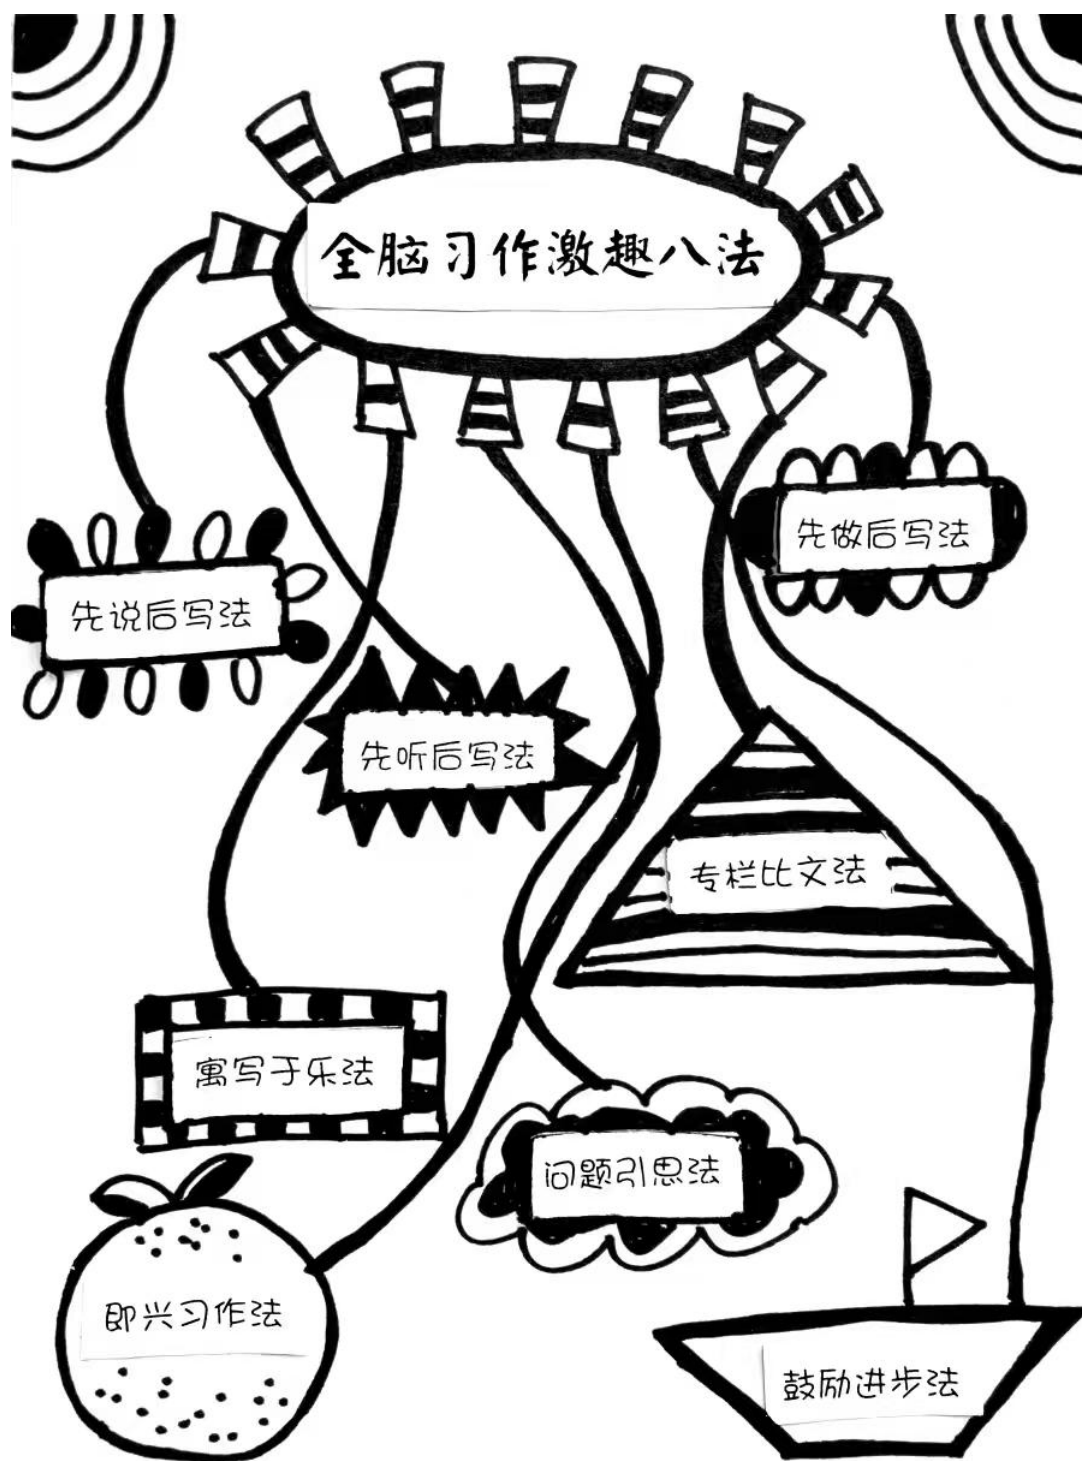 全脑习作激趣八法
先做后写法
先说后写法
先听后写法
专栏比文法
寓写于乐法
问题引思法
即兴习作法
鼓励进步法